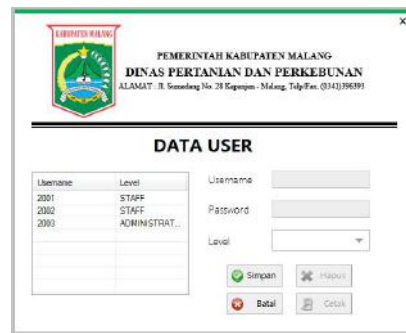 x
KABUPATEN MALANG
PEMERINTAH KABUPATEN MALANG
DINAS PERTANIAN DAN PERKEBUNAN
ALAMAT : Jl. Sumedang No. 28 Kepanjen - Malang, Telp/Fax. (0341)396393
DATA USER
Username Level
2001 STAFF
2002 STAFF
2003 ADMINISTRAT...
Username
Password
Level
Simpan Hapus
Batal Cetak